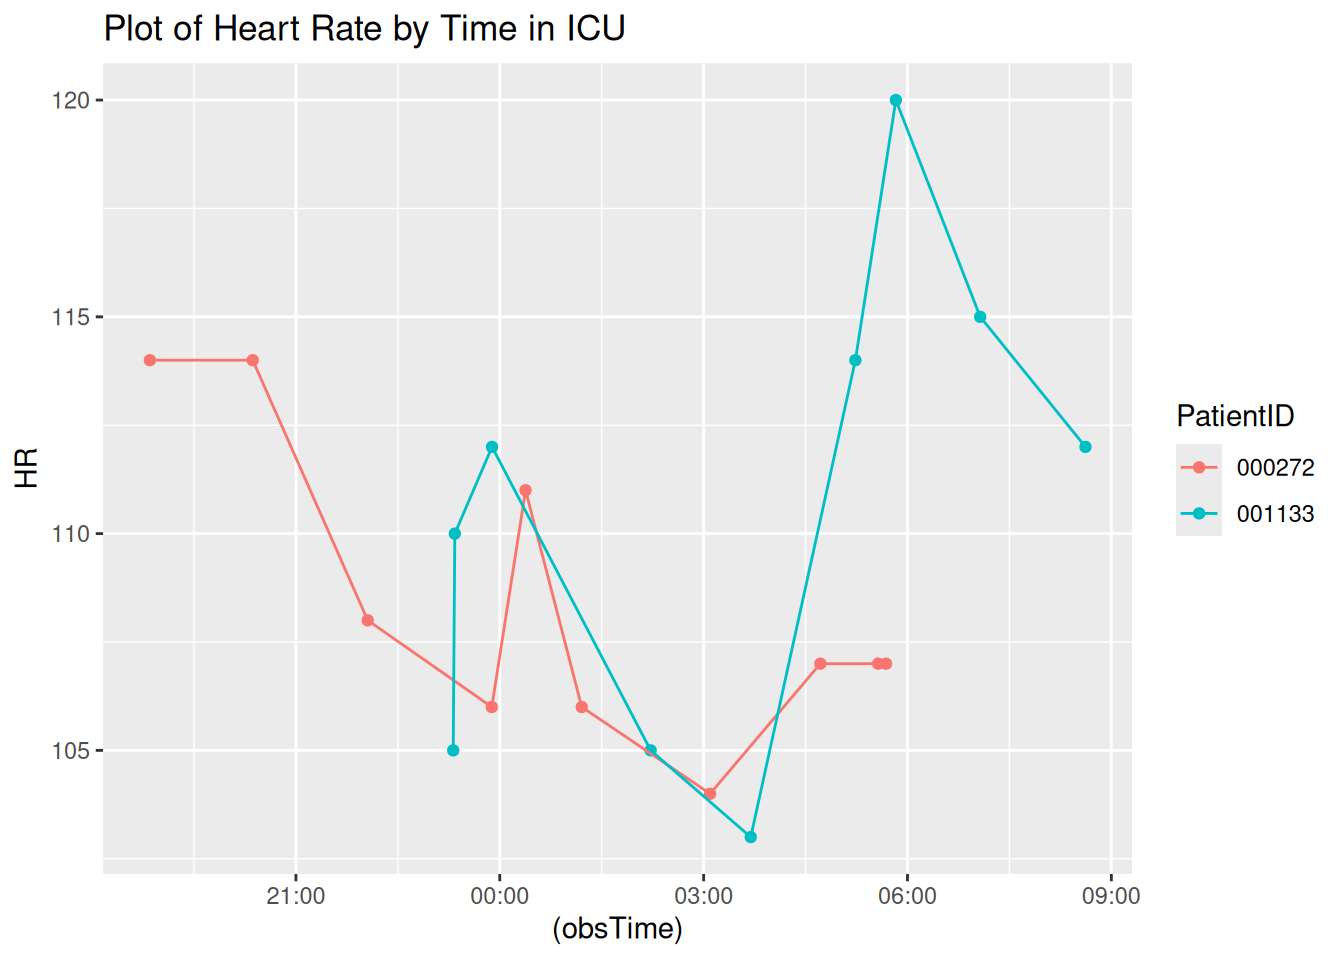 Plot of Heart Rate by Time in ICU
120
115
110
105
HR
21:00
00:00
03:00
06:00
09:00
(obsTime)
PatientID
000272
001133